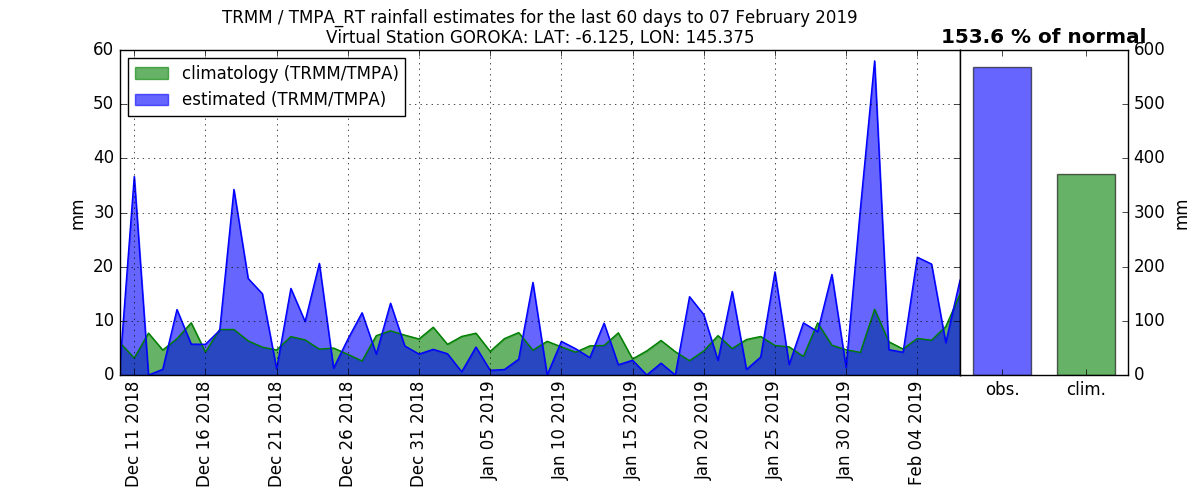 TRMM / TMPA_RT rainfall estimates for the last 60 days to 07 February 2019
Virtual Station GOROKA: LAT: -6.125, LON: 145.375
153.6 % of normal
climatology (TRMM/TMPA)
estimated (TRMM/TMPA)
mm
60
50
40
30
20
10
0
Dec 11 2018
Dec 16 2018
Dec 21 2018
Dec 26 2018
Dec 31 2018
Jan 05 2019
Jan 10 2019
Jan 15 2019
Jan 20 2019
Jan 25 2019
Jan 30 2019
Feb 04 2019
obs.
clim.
600
500
400
300
200
100
0
mm